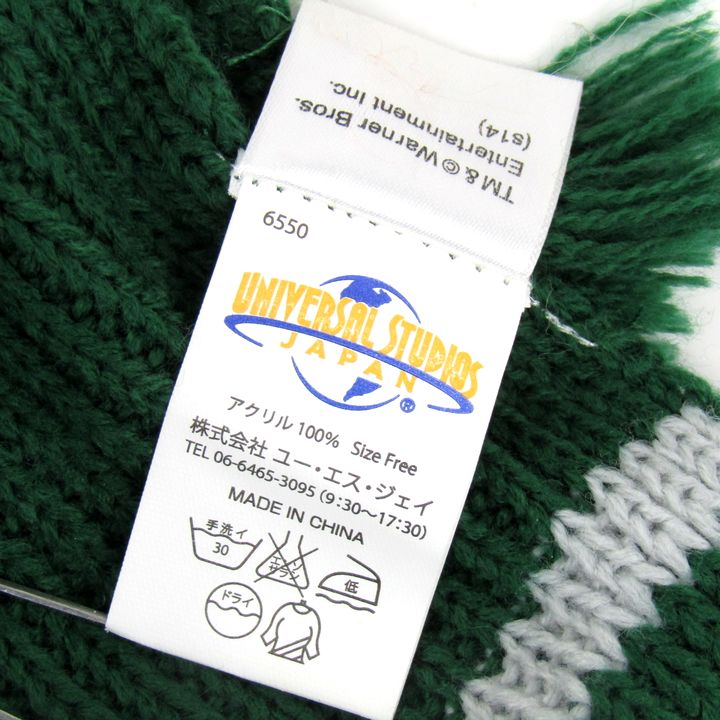 TM & © Warner Bros.
Entertainment Inc.
(s14)
6550
UNIVERSAL STUDIOS
JAPAN
®
アクリル 100% Size Free
株式会社 ユー・エス・ジェイ
TEL 06-6465-3095 (9:30～17:30)
MADE IN CHINA
手洗イ
30
低
ドライ